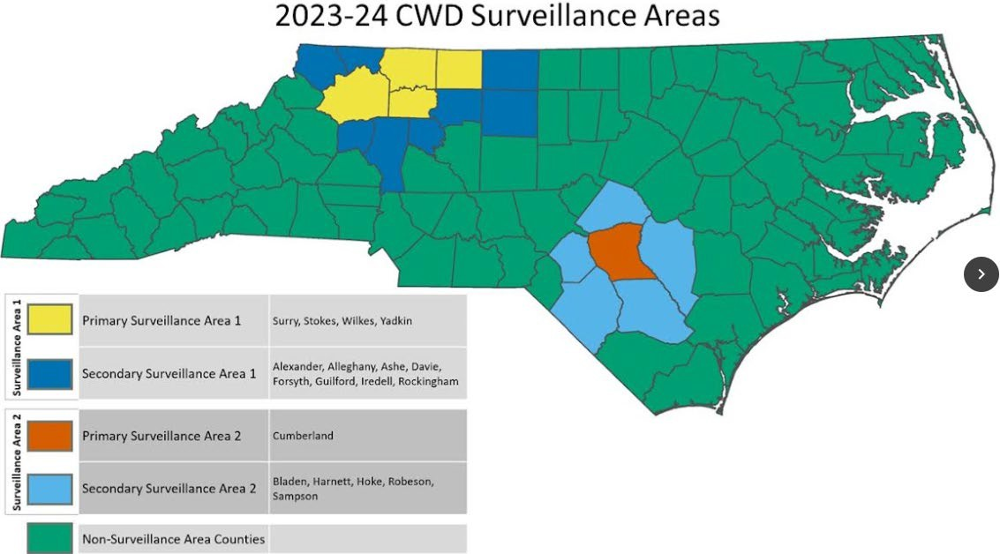 2023-24 CWD Surveillance Areas
Surveillance Area 1
Primary Surveillance Area 1
Surry, Stokes, Wilkes, Yadkin
Secondary Surveillance Area 1
Alexander, Alleghany, Ashe, Davie,
Forsyth, Guilford, Iredell, Rockingham
Surveillance Area 2
Primary Surveillance Area 2
Cumberland
Secondary Surveillance Area 2
Bladen, Harnett, Hoke, Robeson,
Sampson
Non-Surveillance Area Counties